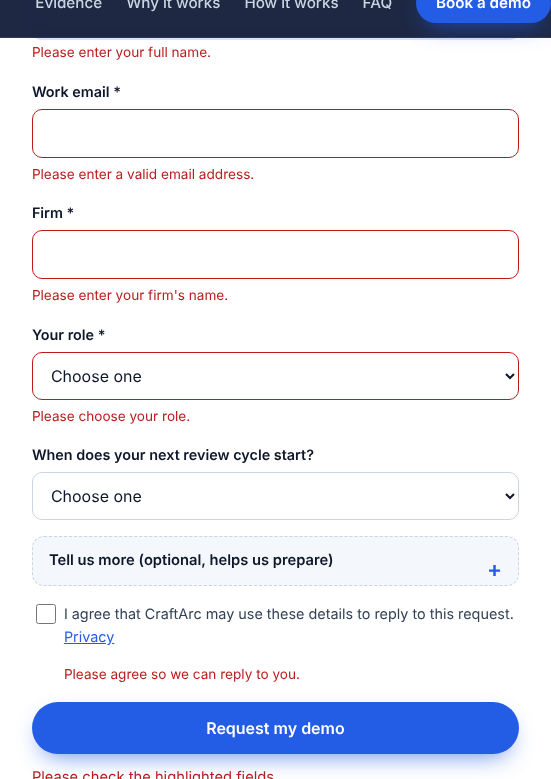 Evidence Why it works How it works FAQ Book a demo
Please enter your full name.
Work email *
Please enter a valid email address.
Firm *
Please enter your firm's name.
Your role *
Choose one
Please choose your role.
When does your next review cycle start?
Choose one
Tell us more (optional, helps us prepare)
+
I agree that CraftArc may use these details to reply to this request.
Privacy
Please agree so we can reply to you.
Request my demo
Please check the highlighted fields.